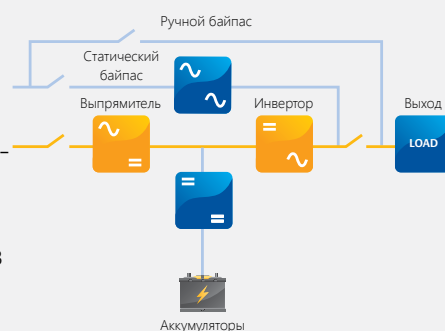 Ручной байпас
Статический
байпас
Выпрямитель
Инвертор
Выход
LOAD
Аккумуляторы